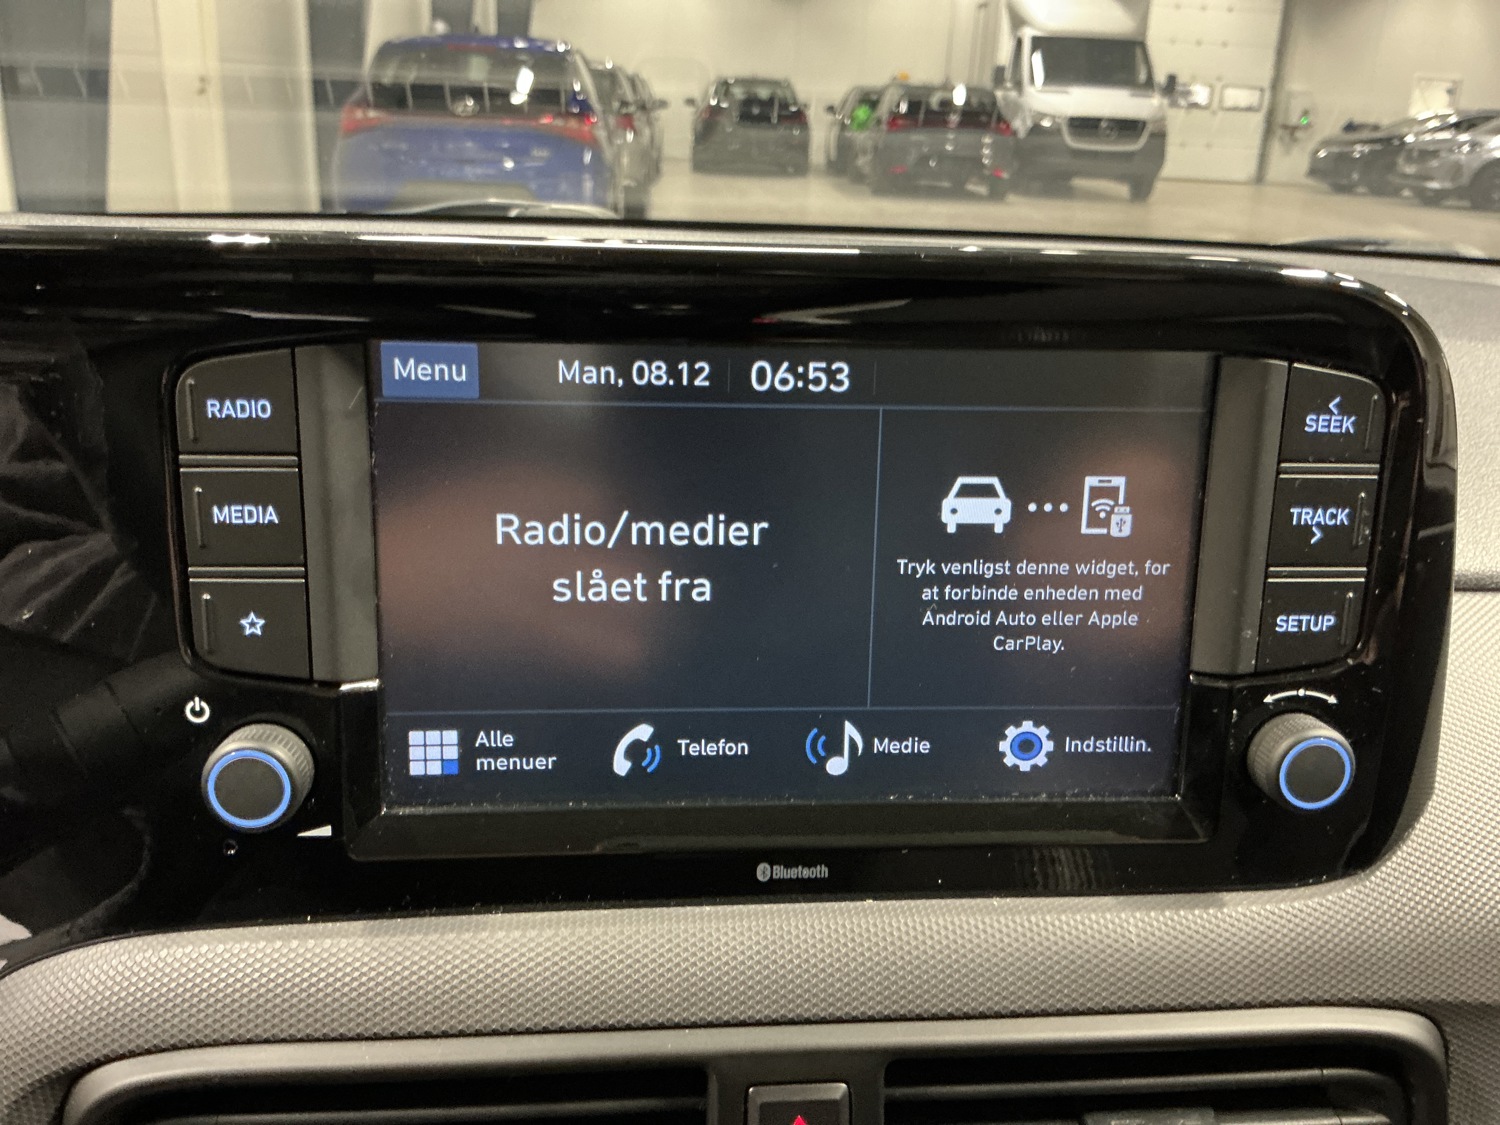 Menu
Man, 08.12
06:53
RADIO
MEDIA
SEEK
TRACK
SETUP
Radio/medier
slået fra
Tryk venligst denne widget, for
at forbinde enheden med
Android Auto eller Apple
CarPlay.
Alle
menuer
Telefon
Medie
Indstillin.
Bluetooth